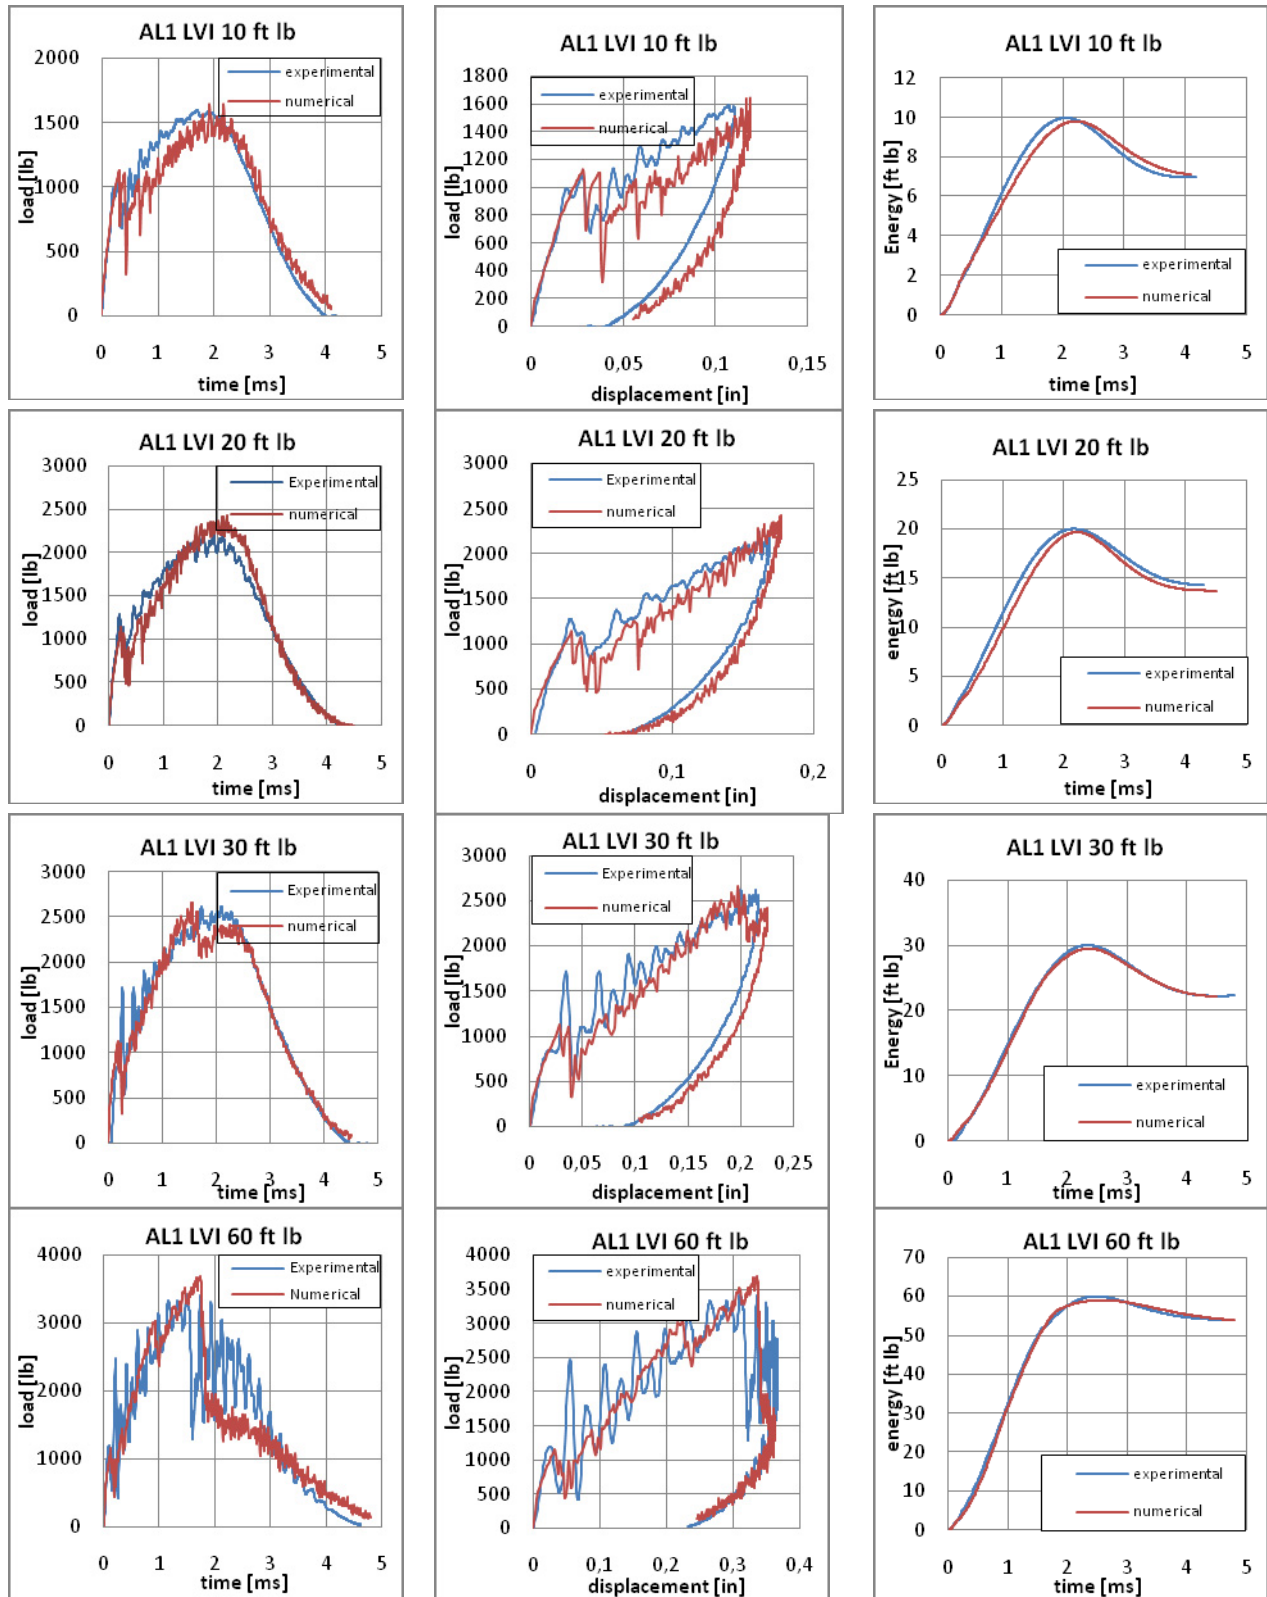 AL1 LVI 10 ft lb
load [lb]
2000
1500
1000
500
0
0 1 2 3 4 5
time [ms]
experimental
numerical
AL1 LVI 10 ft lb
load [lb]
1800
1600
1400
1200
1000
800
600
400
200
0
0 0,05 0,1 0,15
displacement [in]
experimental
numerical
AL1 LVI 10 ft lb
Energy [ft lb]
12
10
8
6
4
2
0
0 1 2 3 4 5
time [ms]
experimental
numerical
AL1 LVI 20 ft lb
load [lb]
3000
2500
2000
1500
1000
500
0
0 1 2 3 4 5
time [ms]
Experimental
numerical
AL1 LVI 20 ft lb
load [lb]
3000
2500
2000
1500
1000
500
0
0 0,1 0,2
displacement [in]
Experimental
numerical
AL1 LVI 20 ft lb
energy [ft lb]
25
20
15
10
5
0
0 1 2 3 4 5
time [ms]
experimental
numerical
AL1 LVI 30 ft lb
load [lb]
3000
2500
2000
1500
1000
500
0
0 1 2 3 4 5
time [ms]
Experimental
numerical
AL1 LVI 30 ft lb
load [lb]
3000
2500
2000
1500
1000
500
0
0 0,05 0,1 0,15 0,2 0,25
displacement [in]
Experimental
numerical
AL1 LVI 30 ft lb
Energy [ft lb]
40
30
20
10
0
0 1 2 3 4 5
time [ms]
experimental
numerical
AL1 LVI 60 ft lb
load [lb]
4000
3000
2000
1000
0
0 1 2 3 4 5
time [ms]
Experimental
Numerical
AL1 LVI 60 ft lb
load [lb]
4000
3500
3000
2500
2000
1500
1000
500
0
0 0,1 0,2 0,3 0,4
displacement [in]
experimental
numerical
AL1 LVI 60 ft lb
energy [ft lb]
70
60
50
40
30
20
10
0
0 1 2 3 4 5
time [ms]
experimental
numerical